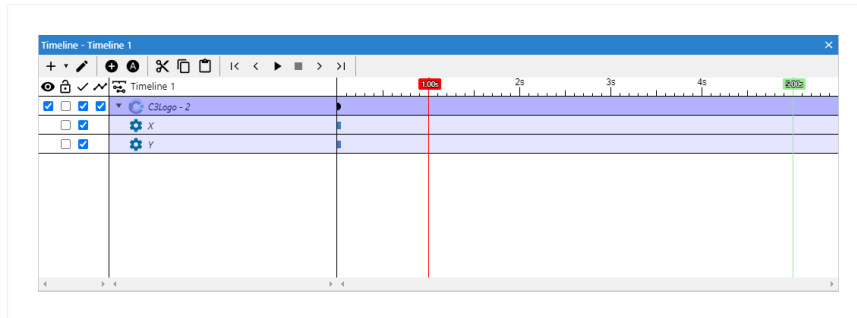 Timeline - Timeline 1
Timeline 1
1.00s
2s
3s
4s
5.00s
C3Logo - 2
X
Y